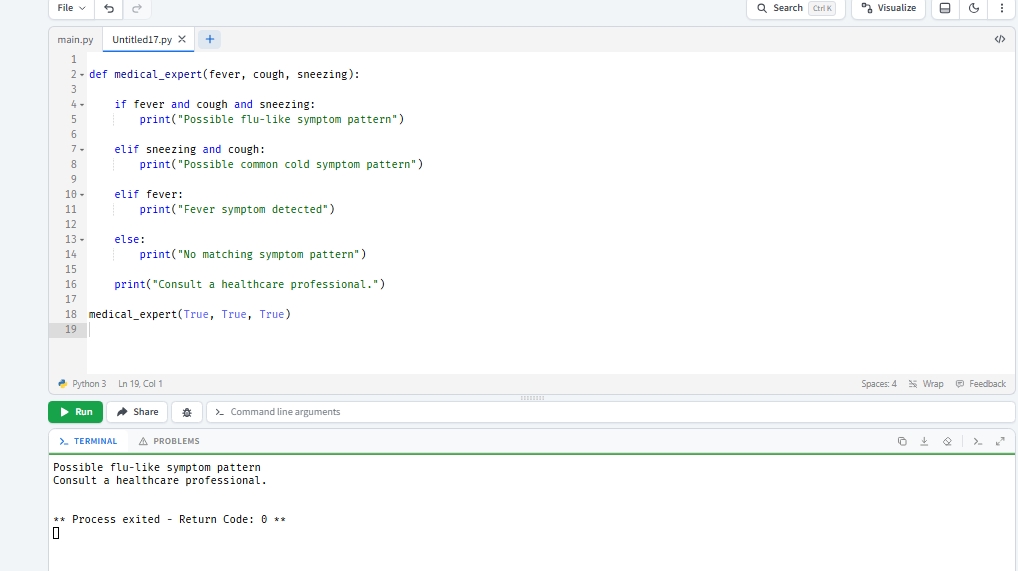 File
Search Ctrl K
Visualize
main.py
Untitled17.py
1
2 def medical_expert(fever, cough, sneezing):
3
4     if fever and cough and sneezing:
5         print("Possible flu-like symptom pattern")
6
7     elif sneezing and cough:
8         print("Possible common cold symptom pattern")
9
10     elif fever:
11         print("Fever symptom detected")
12
13     else:
14         print("No matching symptom pattern")
15
16     print("Consult a healthcare professional.")
17
18 medical_expert(True, True, True)
19
Python 3 Ln 19, Col 1 Spaces: 4 Wrap Feedback
Run Share Command line arguments
TERMINAL PROBLEMS
Possible flu-like symptom pattern
Consult a healthcare professional.
** Process exited - Return Code: 0 **